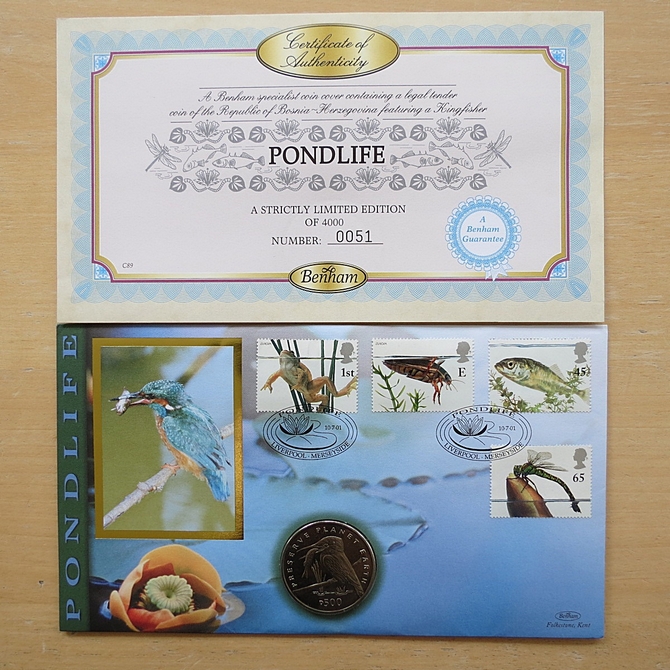 Certificate of
Authenticity
A Benham specialist coin cover containing a legal tender
coin of the Republic of Bosnia-Herzegovina featuring a Kingfisher
PONDLIFE
A STRICTLY LIMITED EDITION
OF 4000
NUMBER: 0051
A
Benham
Guarantee
C89
Benham
PONDLIFE
1st
E
45
65
PONDLIFE
10·7·01
LIVERPOOL - MERSEYSIDE
PONDLIFE
10·7·01
LIVERPOOL - MERSEYSIDE
PRESERVE PLANET EARTH
500
Benham
Folkestone, Kent